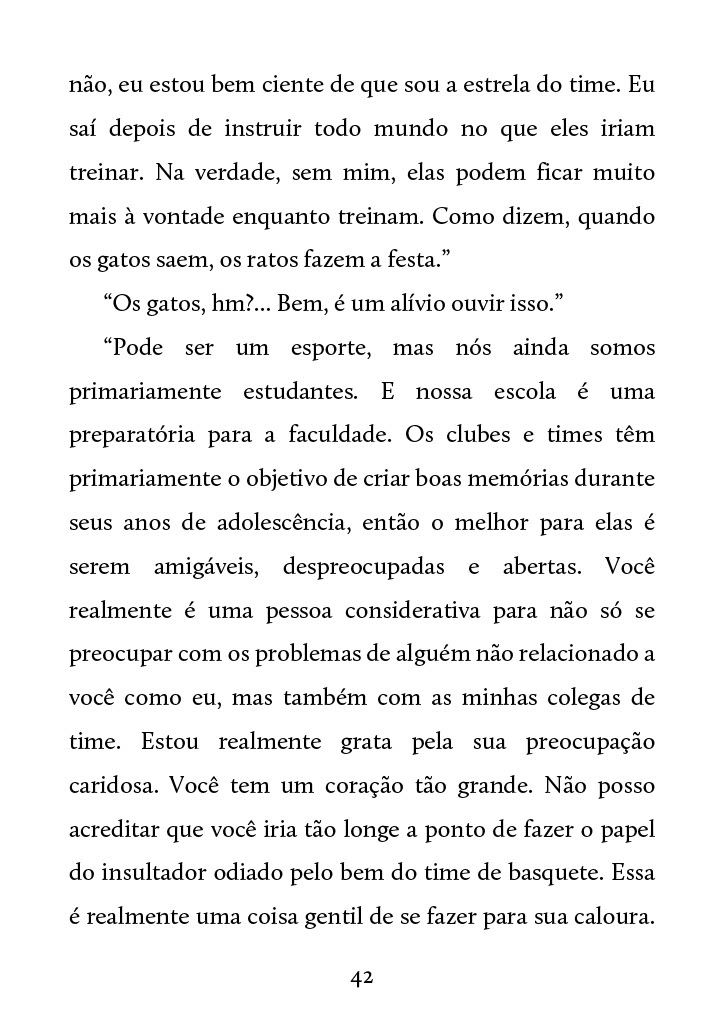 não, eu estou bem ciente de que sou a estrela do time. Eu
saí depois de instruir todo mundo no que eles iriam
treinar. Na verdade, sem mim, elas podem ficar muito
mais à vontade enquanto treinam. Como dizem, quando
os gatos saem, os ratos fazem a festa.”
“Os gatos, hm?... Bem, é um alívio ouvir isso.”
“Pode ser um esporte, mas nós ainda somos
primariamente estudantes. E nossa escola é uma
preparatória para a faculdade. Os clubes e times têm
primariamente o objetivo de criar boas memórias durante
seus anos de adolescência, então o melhor para elas é
serem amigáveis, despreocupadas e abertas. Você
realmente é uma pessoa considerativa para não só se
preocupar com os problemas de alguém não relacionado a
você como eu, mas também com as minhas colegas de
time. Estou realmente grata pela sua preocupação
caridosa. Você tem um coração tão grande. Não posso
acreditar que você iria tão longe a ponto de fazer o papel
do insultador odiado pelo bem do time de basquete. Essa
é realmente uma coisa gentil de se fazer para sua caloura.
42